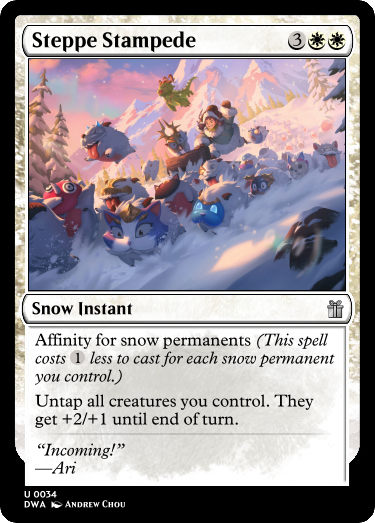 Steppe Stampede 3
Snow Instant
Affinity for snow permanents (This spell
costs 1 less to cast for each snow permanent
you control.)
Untap all creatures you control. They
get +2/+1 until end of turn.
“Incoming!”
—Ari
U 0034
DWA Andrew Chou